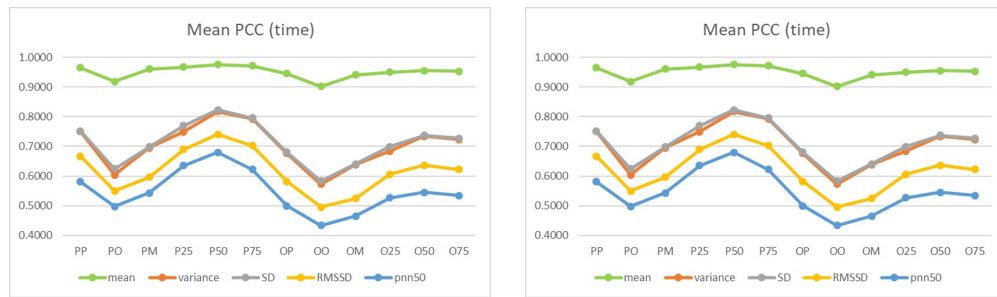 Mean PCC (time)
1.0000
0.9000
0.8000
0.7000
0.6000
0.5000
0.4000
PP PO PM P25 P50 P75 OP OO OM O25 O50 O75
mean variance SD RMSSD pnn50
Mean PCC (time)
1.0000
0.9000
0.8000
0.7000
0.6000
0.5000
0.4000
PP PO PM P25 P50 P75 OP OO OM O25 O50 O75
mean variance SD RMSSD pnn50